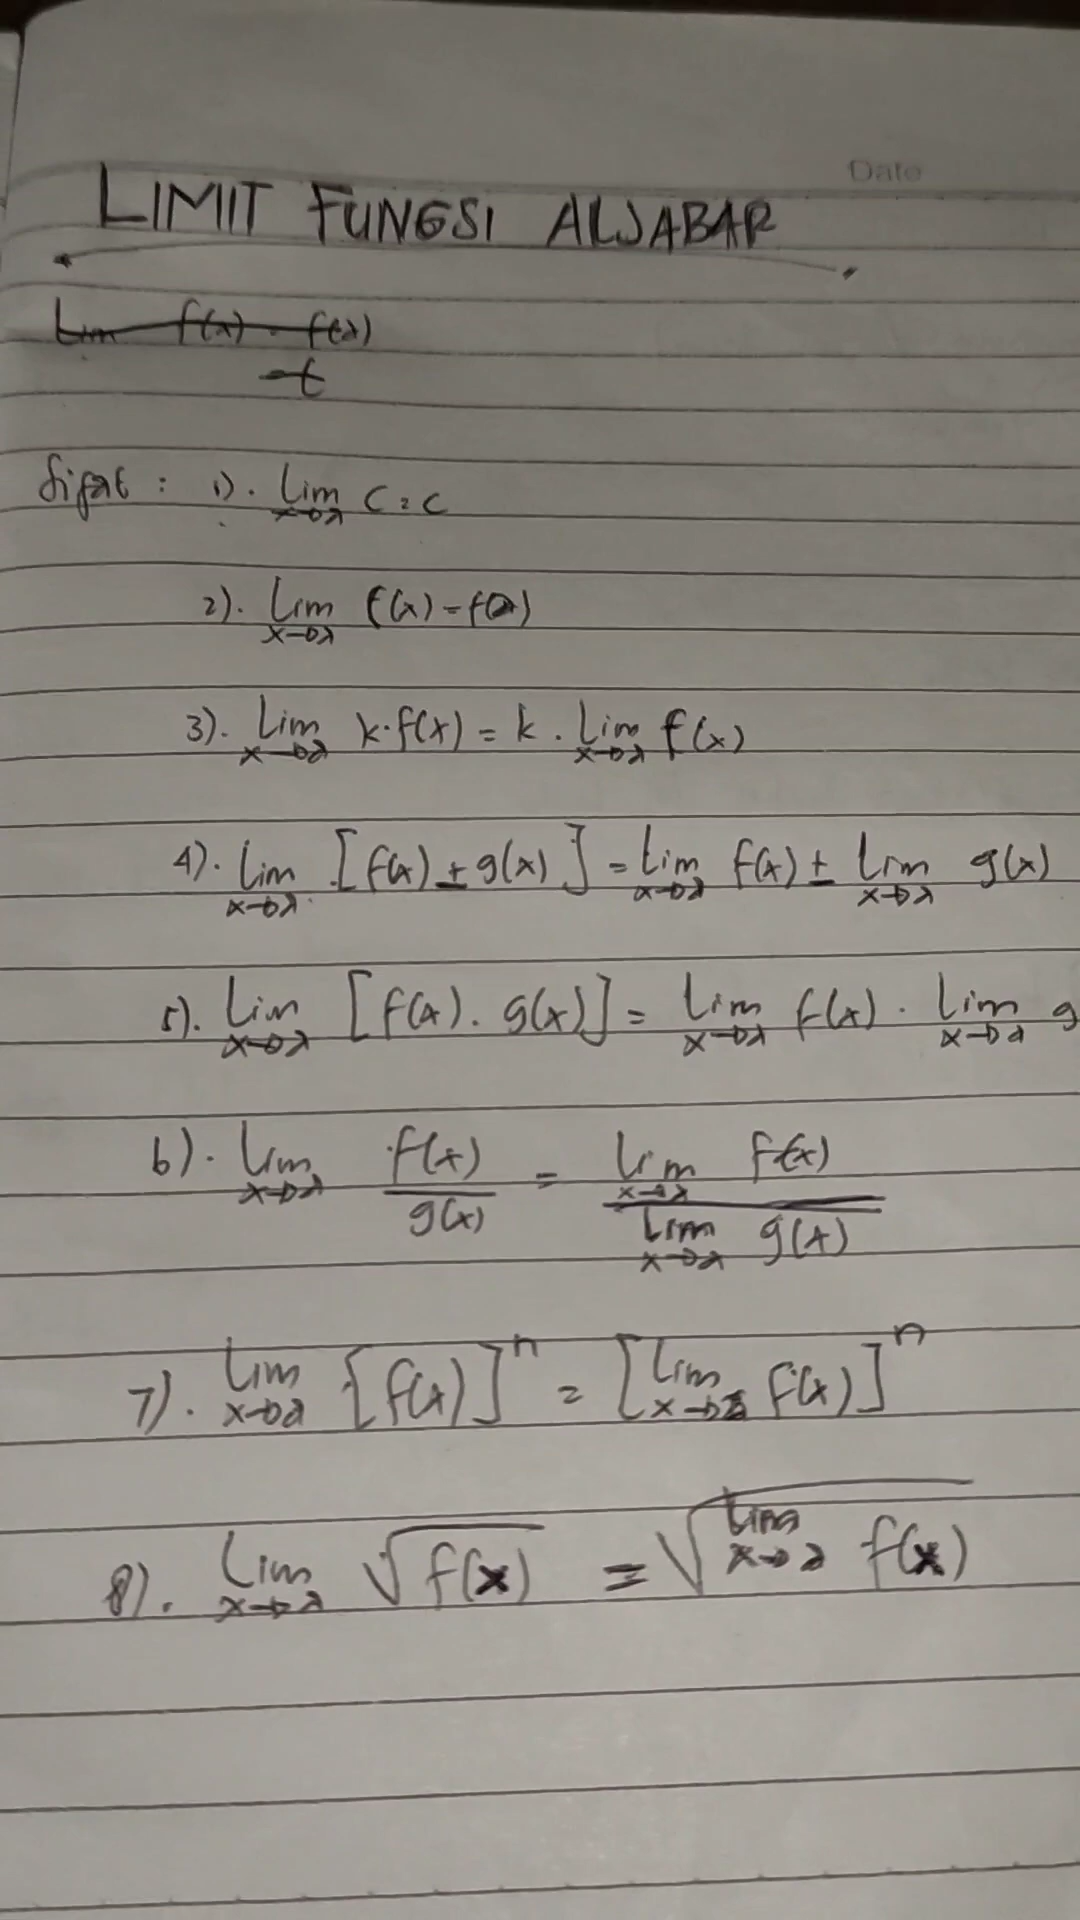 Date
LIMIT FUNGSI ALJABAR
Lim f(x) - f(λ)
t
Sifat : 1). Lim x→λ C = C
2). Lim x→λ f(x) = f(λ)
3). Lim x→λ k·f(x) = k . Lim x→λ f(x)
4). Lim x→λ [f(x) ± g(x)] = Lim x→λ f(x) ± Lim x→λ g(x)
5). Lim x→λ [f(x) . g(x)] = Lim x→λ f(x) . Lim x→λ g
6). Lim x→λ f(x)/g(x) = Lim x→λ f(x) / Lim x→λ g(x)
7). Lim x→λ [f(x)]ⁿ = [Lim x→λ f(x)]ⁿ
8). Lim x→λ √f(x) = √(Lim x→λ f(x))